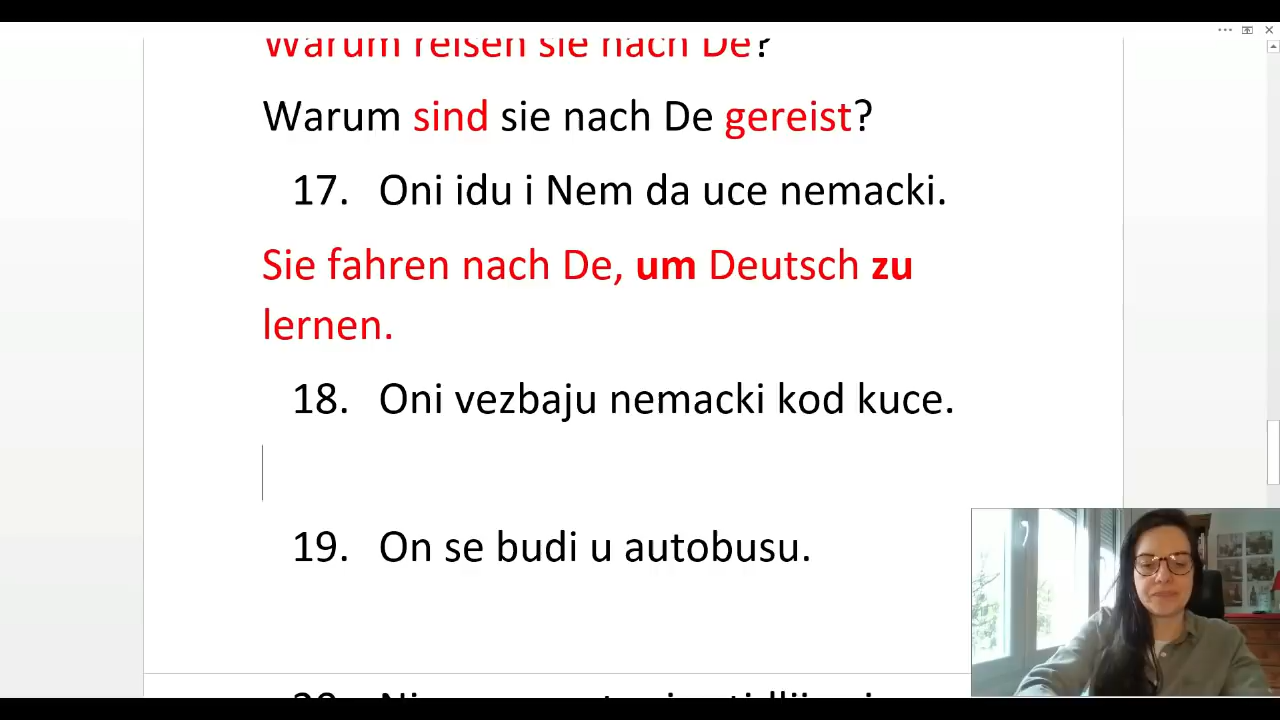 Warum reisen sie nach De?
Warum sind sie nach De gereist?
17. Oni idu i Nem da uce nemacki.
Sie fahren nach De, um Deutsch zu
lernen.
18. Oni vezbaju nemacki kod kuce.
19. On se budi u autobusu.